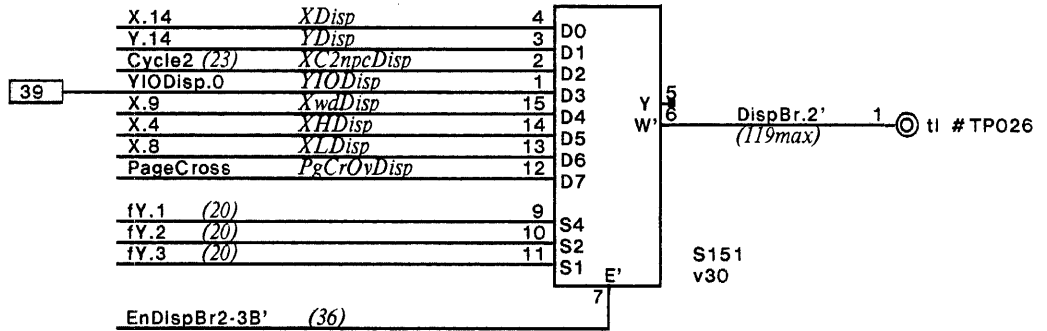 X.14 XDisp 4 D0
Y.14 YDisp 3 D1
Cycle2 (23) XC2npcDisp 2 D2
39 YIODisp.0 YIODisp 1 D3 Y 5
X.9 XwdDisp 15 D4 W' 6 DispBr.2' 1 tl #TP026
X.4 XHDisp 14 D5 (119max)
X.8 XLDisp 13 D6
PageCross PgCrOvDisp 12 D7
fY.1 (20) 9 S4
fY.2 (20) 10 S2
fY.3 (20) 11 S1 S151
E' v30
7
EnDispBr2-3B' (36)